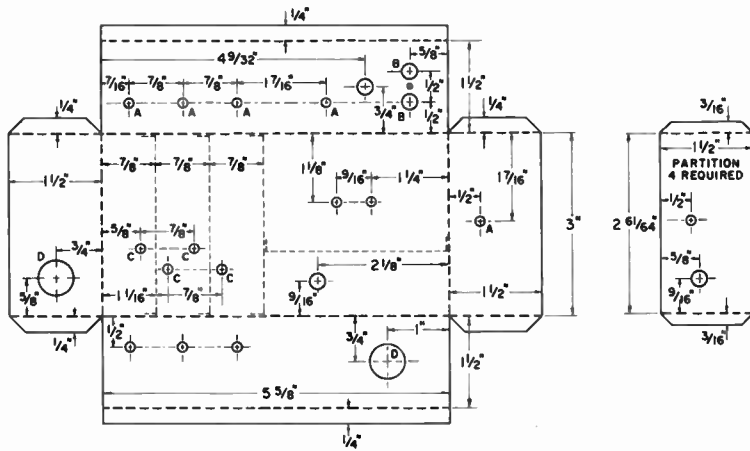 1/4"
5/8"
4 9/32"
7/16" 7/8" 7/8" 1 7/16"
B
1/2"
1 1/2"
3/4"
1/2"
A A A A B
1/4"
1/4"
3/16"
1 1/2"
7/8" 7/8" 7/8"
1 1/8"
9/16" 1 1/4"
1/2"
1 7/16"
A
1 1/2"
PARTITION
4 REQUIRED
1/2"
3"
2 61/64"
5/8" 7/8"
C C
3/4"
D
5/8"
C C
2 1/8"
9/16"
5/8"
9/16"
1 1/16" 7/8"
1 1/2"
1/4"
1/2"
3/4"
1"
D
1 1/2"
3/16"
5 5/8"
1/4"